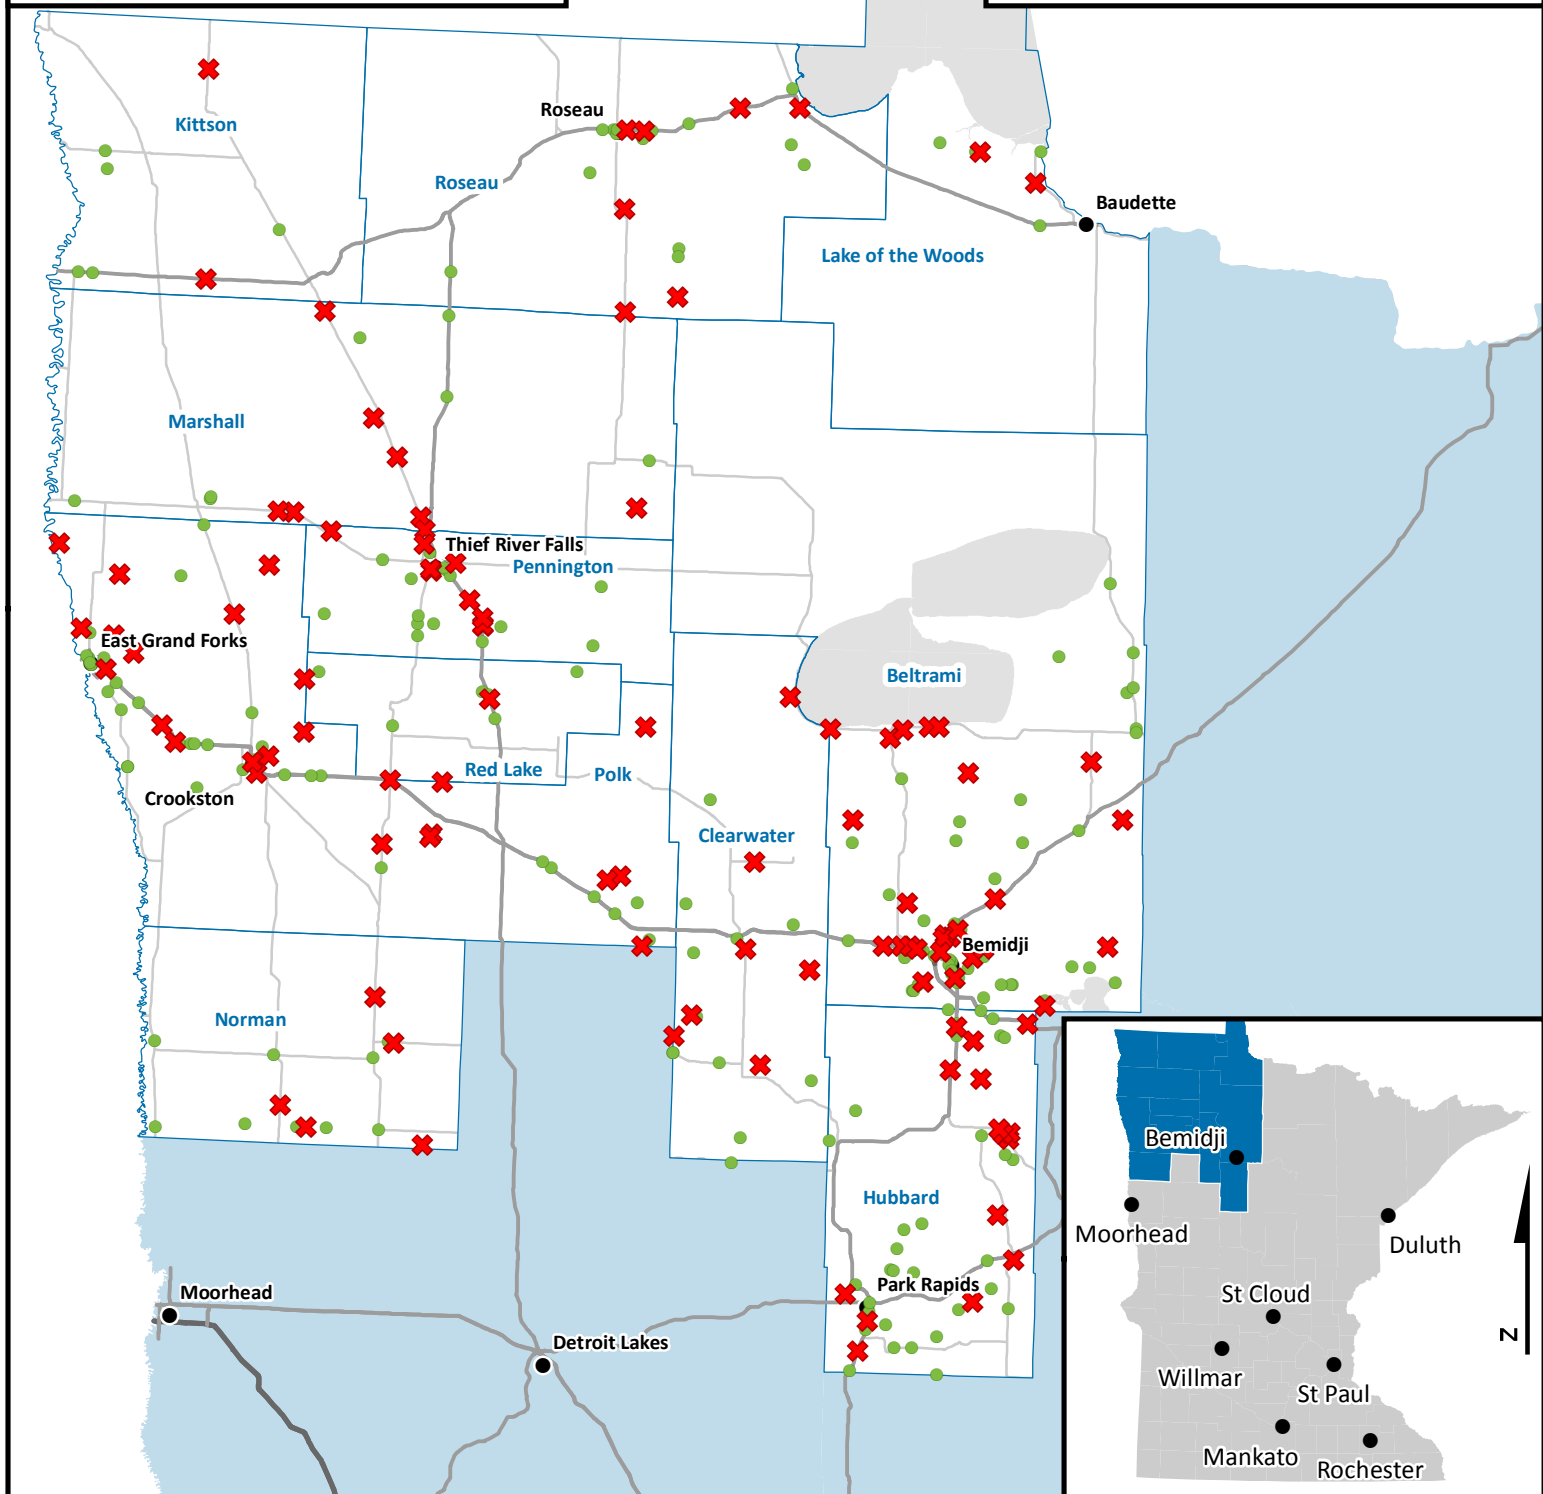 Roseau
Kittson
Roseau
Baudette
Lake of the Woods
Marshall
Thief River Falls
Pennington
East Grand Forks
Beltrami
Red Lake
Polk
Crookston
Clearwater
Bemidji
Norman
Hubbard
Park Rapids
Moorhead
Detroit Lakes
Bemidji
Moorhead
Duluth
St Cloud
Willmar
St Paul
Mankato
Rochester
N